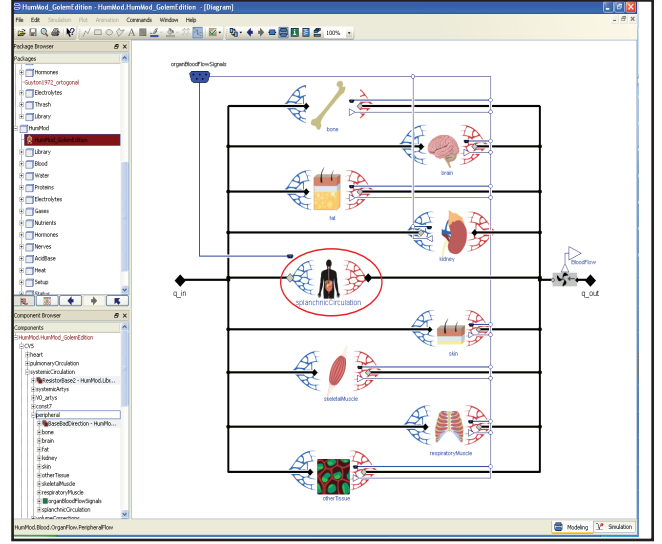 HumMod_GolemEdition - HumMod.HumMod_GolemEdition - [Diagram]
File Edit Simulation Plot Animation Commands Window Help
100%
Package Browser
Packages
Hormones
Guyton1972_ortogonal
Electrolytes
Thrash
Library
HumMod
HumMod_GolemEdition
Library
Blood
Water
Proteins
Electrolytes
Gases
Nutrients
Hormones
Nerves
AcidBase
Heat
Setup
Status
Component Browser
Components
HumMod.HumMod_GolemEdition
CVS
heart
pulmonaryCirculation
systemicCirculation
ResistorBase2 - HumMod.Libr...
systemicArtys
V0_artys
const7
peripheral
BaseBadDirection - HumMo...
bone
brain
fat
kidney
skin
otherTissue
skeletalMuscle
respiratoryMuscle
organBloodFlowSignals
splanchnicCirculation
volumeCorrections
organBloodFlowSignals
bone
brain
fat
kidney
BloodFlow
q_in
splanchnicCirculation
q_out
skin
skeletalMuscle
respiratoryMuscle
otherTissue
HumMod.Blood.OrganFlow.PeripheralFlow
Modeling
Simulation